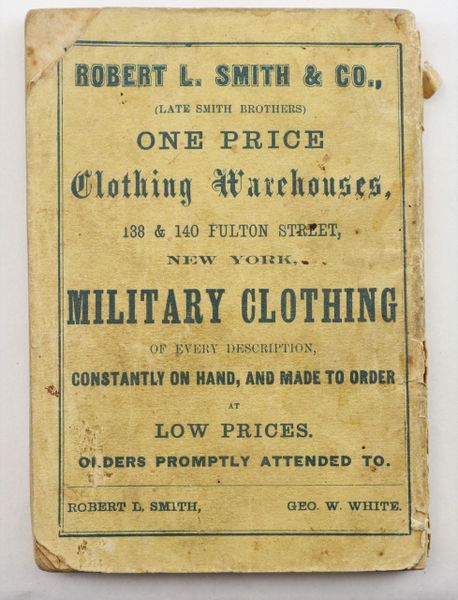 ROBERT L. SMITH & CO.,
(LATE SMITH BROTHERS)
ONE PRICE
Clothing Warehouses,
138 & 140 FULTON STREET,
NEW YORK,
MILITARY CLOTHING
OF EVERY DESCRIPTION,
CONSTANTLY ON HAND, AND MADE TO ORDER
AT
LOW PRICES.
ORDERS PROMPTLY ATTENDED TO.
ROBERT L. SMITH, GEO. W. WHITE.